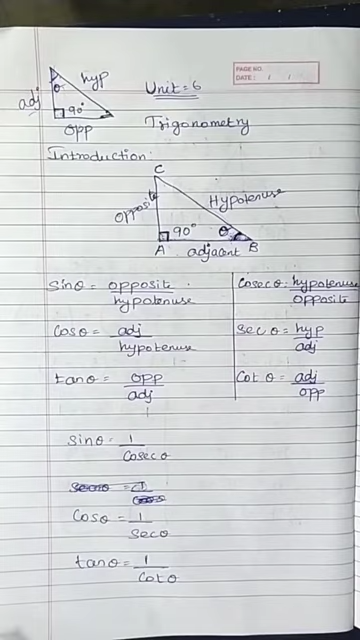 PAGE NO.
DATE: / /
hyp
θ
adj
90°
opp
Unit = 6
Trigonometry
Introduction:
C
opposite
Hypotenuse
90°
θ
A
B
adjacent
Sinθ = opposite / hypotenuse
Cosecθ = hypotenuse / opposite
Cosθ = adj / hypotenuse
Sec θ = hyp / adj
tanθ = opp / adj
Cot θ = adj / opp
Sinθ = 1 / Cosecθ
Cosθ = 1 / Secθ
tanθ = 1 / Cotθ